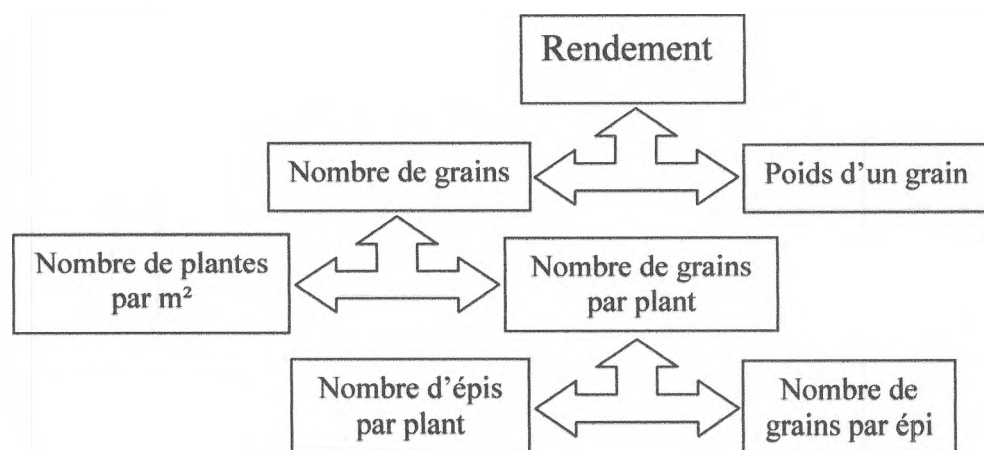 Rendement
Nombre de grains
Poids d'un grain
Nombre de plantes
par m²
Nombre de grains
par plant
Nombre d'épis
par plant
Nombre de
grains par épi